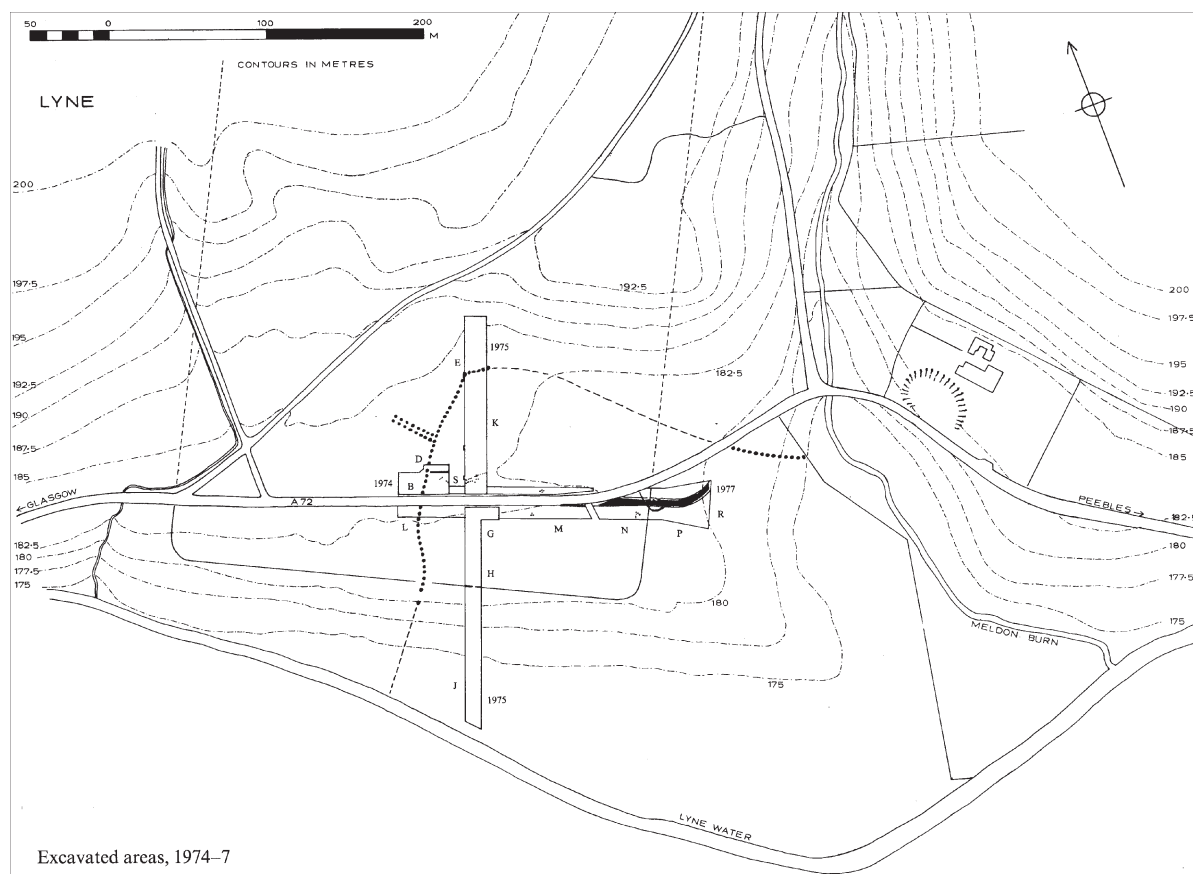 50 0 100 200
M
CONTOURS IN METRES
LYNE
200
197·5
195
192·5
190
187·5
185
GLASGOW
182·5
180
177·5
175
A 72
1974
B
D
S
E
1975
K
L
G
H
J
1975
M
N
P
R
1977
192·5
182·5
180
175
200
197·5
195
192·5
190
187·5
185
PEEBLES
182·5
180
177·5
175
MELDON BURN
LYNE WATER
Excavated areas, 1974–7